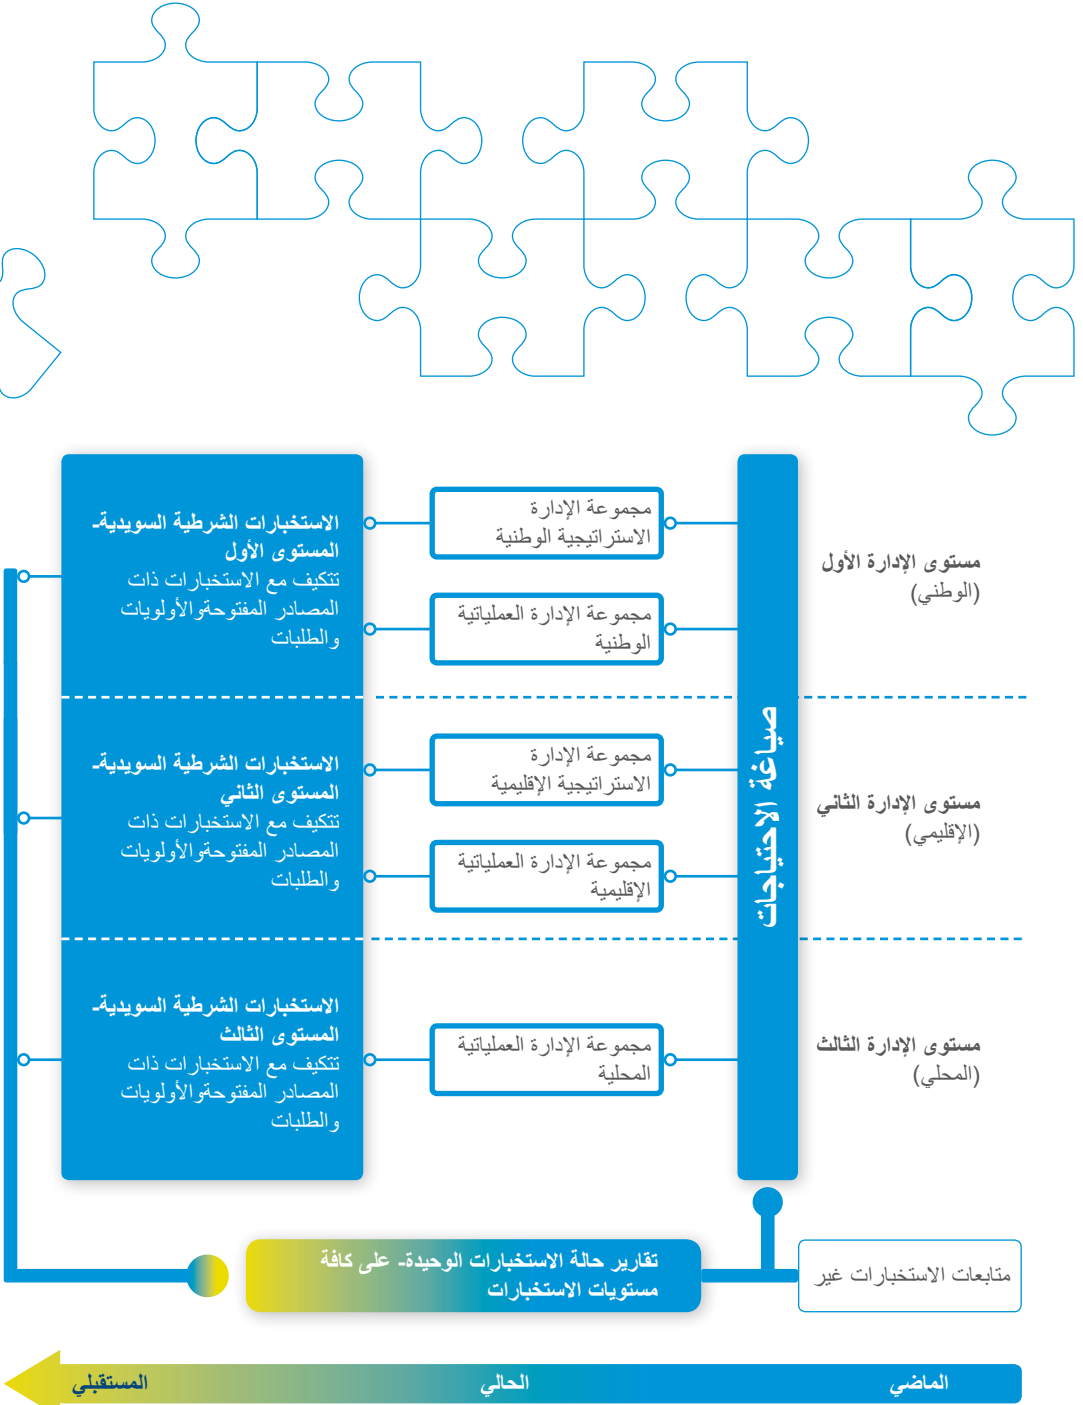 مستوى الإدارة الأول
(الوطني)
مستوى الإدارة الثاني
(الإقليمي)
مستوى الإدارة الثالث
(المحلي)
صياغة الاحتياجات
مجموعة الإدارة
الاستراتيجية الوطنية
مجموعة الإدارة العملياتية
الوطنية
مجموعة الإدارة
الاستراتيجية الإقليمية
مجموعة الإدارة العملياتية
الإقليمية
مجموعة الإدارة العملياتية
المحلية
الاستخبارات الشرطية السويدية-
المستوى الأول
تتكيف مع الاستخبارات ذات
المصادر المفتوحةوالأولويات
والطلبات
الاستخبارات الشرطية السويدية-
المستوى الثاني
تتكيف مع الاستخبارات ذات
المصادر المفتوحةوالأولويات
والطلبات
الاستخبارات الشرطية السويدية-
المستوى الثالث
تتكيف مع الاستخبارات ذات
المصادر المفتوحةوالأولويات
والطلبات
متابعات الاستخبارات غير
تقارير حالة الاستخبارات الوحيدة- على كافة
مستويات الاستخبارات
الماضي
الحالي
المستقبلي